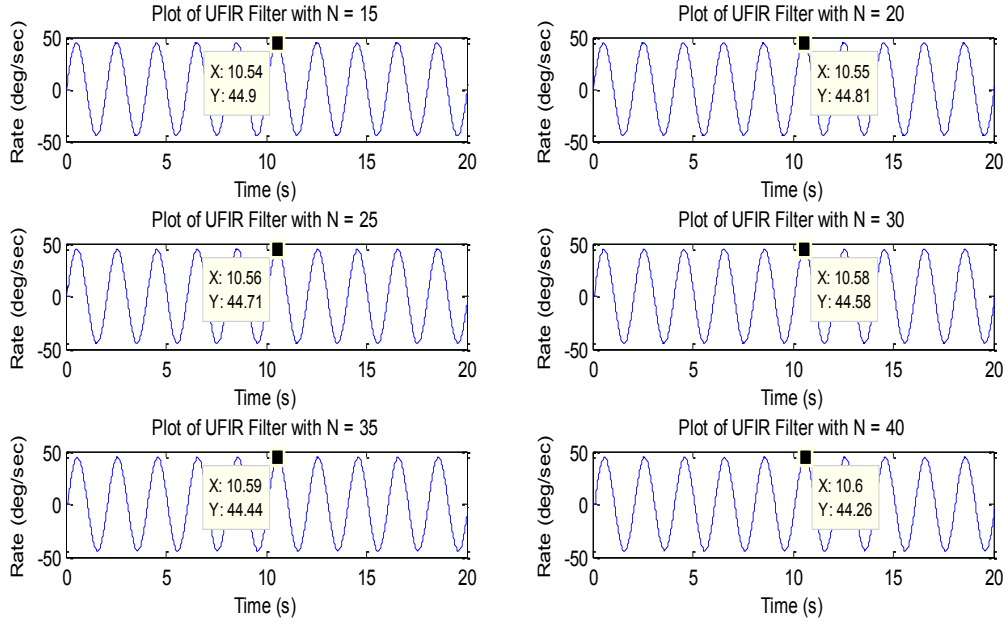 Plot of UFIR Filter with N = 15
50
0
-50
Rate (deg/sec)
X: 10.54
Y: 44.9
0 5 10 15 20
Time (s)
Plot of UFIR Filter with N = 20
50
0
-50
Rate (deg/sec)
X: 10.55
Y: 44.81
0 5 10 15 20
Time (s)
Plot of UFIR Filter with N = 25
50
0
-50
Rate (deg/sec)
X: 10.56
Y: 44.71
0 5 10 15 20
Time (s)
Plot of UFIR Filter with N = 30
50
0
-50
Rate (deg/sec)
X: 10.58
Y: 44.58
0 5 10 15 20
Time (s)
Plot of UFIR Filter with N = 35
50
0
-50
Rate (deg/sec)
X: 10.59
Y: 44.44
0 5 10 15 20
Time (s)
Plot of UFIR Filter with N = 40
50
0
-50
Rate (deg/sec)
X: 10.6
Y: 44.26
0 5 10 15 20
Time (s)